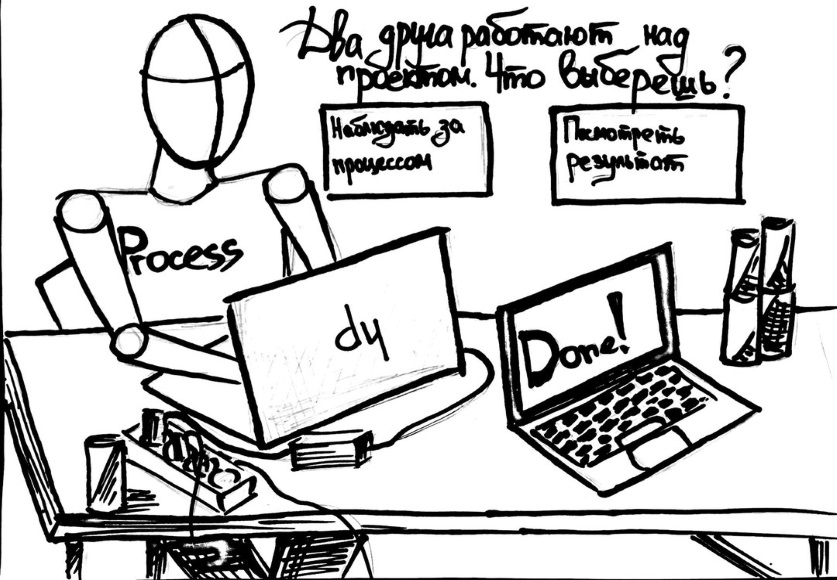 Два друга работают над
проектом. Что выберешь?
Наблюдать за
процессом
Посмотреть
результат
Process
dy
Done!